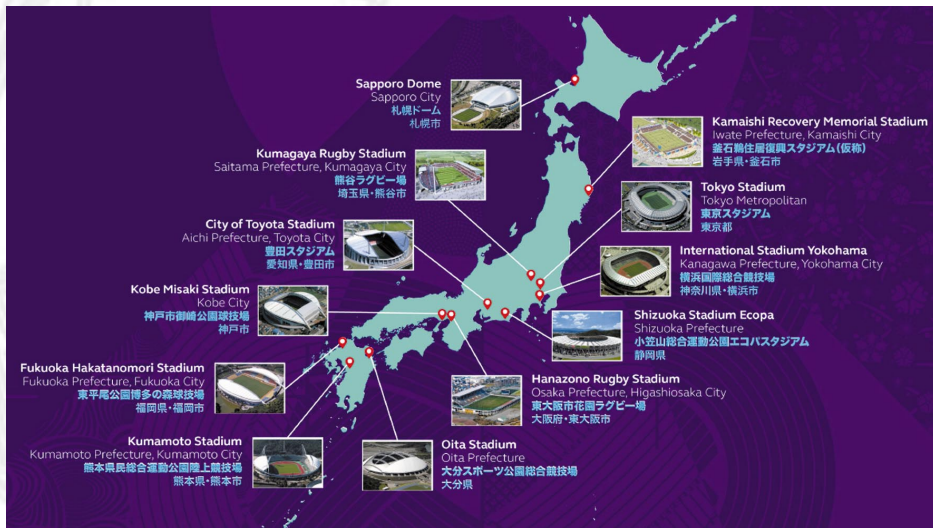 Sapporo Dome
Sapporo City
札幌ドーム
札幌市
Kamaishi Recovery Memorial Stadium
Iwate Prefecture, Kamaishi City
釜石鵜住居復興スタジアム(仮称)
岩手県・釜石市
Kumagaya Rugby Stadium
Saitama Prefecture, Kumagaya City
熊谷ラグビー場
埼玉県・熊谷市
Tokyo Stadium
Tokyo Metropolitan
東京スタジアム
東京都
City of Toyota Stadium
Aichi Prefecture, Toyota City
豊田スタジアム
愛知県・豊田市
International Stadium Yokohama
Kanagawa Prefecture, Yokohama City
横浜国際総合競技場
神奈川県・横浜市
Kobe Misaki Stadium
Kobe City
神戸市御崎公園球技場
神戸市
Shizuoka Stadium Ecopa
Shizuoka Prefecture
小笠山総合運動公園エコパスタジアム
静岡県
Fukuoka Hakatanomori Stadium
Fukuoka Prefecture, Fukuoka City
東平尾公園博多の森球技場
福岡県・福岡市
Hanazono Rugby Stadium
Osaka Prefecture, Higashiosaka City
東大阪市花園ラグビー場
大阪府・東大阪市
Kumamoto Stadium
Kumamoto Prefecture, Kumamoto City
熊本県民総合運動公園陸上競技場
熊本県・熊本市
Oita Stadium
Oita Prefecture
大分スポーツ公園総合競技場
大分県